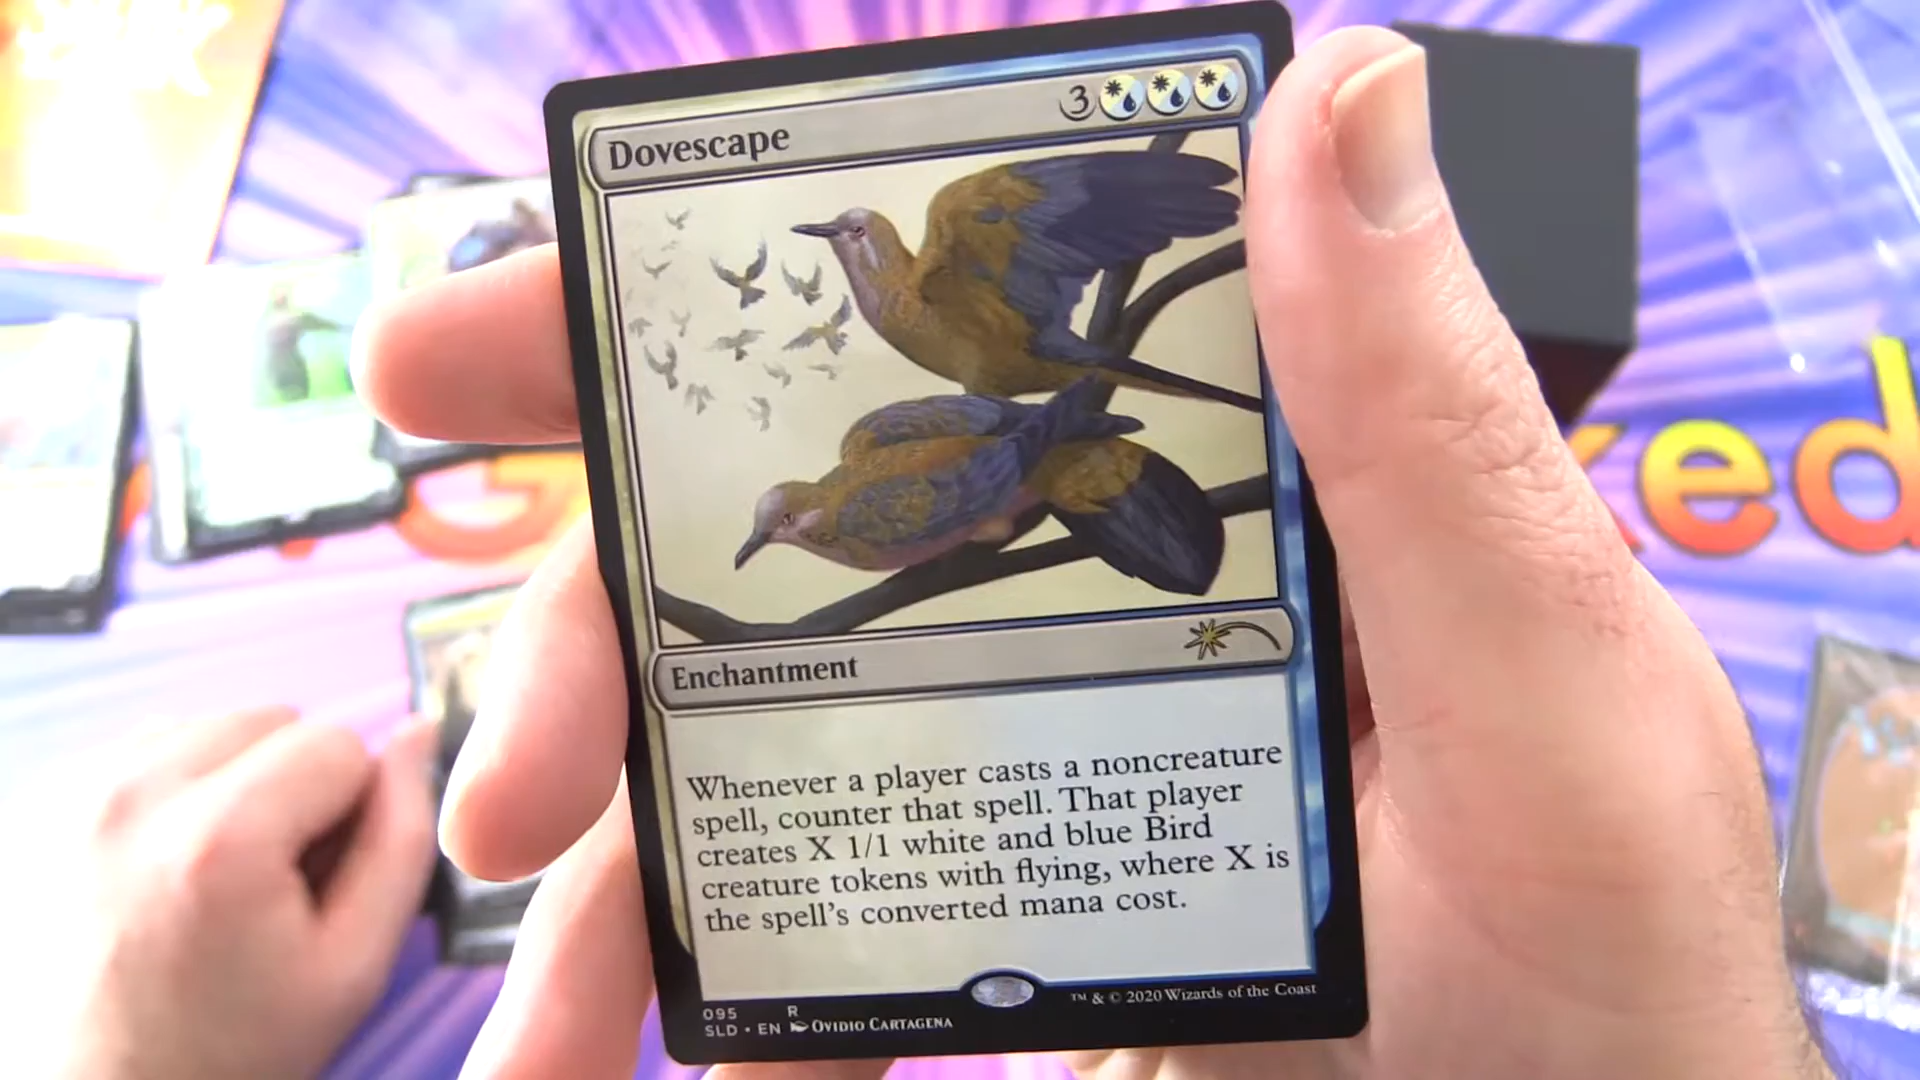 Dovescape 3
Enchantment
Whenever a player casts a noncreature
spell, counter that spell. That player
creates X 1/1 white and blue Bird
creature tokens with flying, where X is
the spell's converted mana cost.
095 R
SLD • EN OVIDIO CARTAGENA
™ & © 2020 Wizards of the Coast